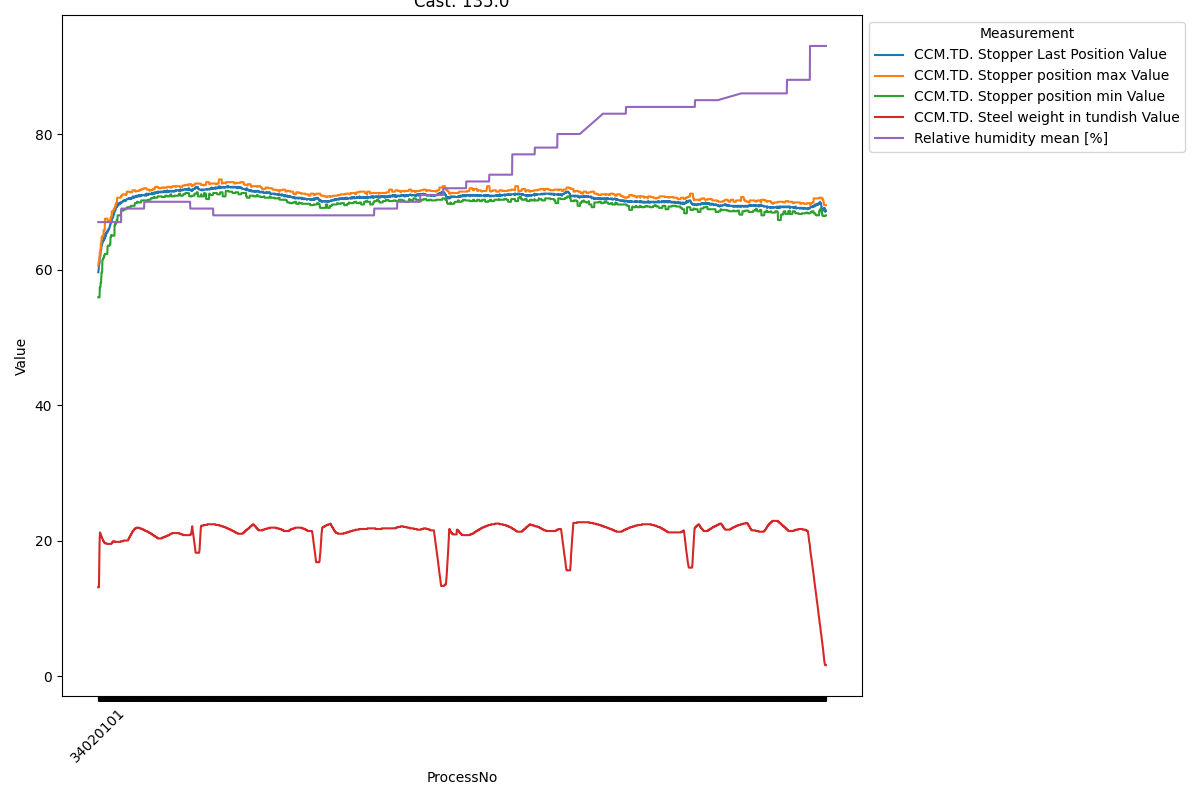 Cast: 135.0
Measurement
CCM.TD. Stopper Last Position Value
CCM.TD. Stopper position max Value
CCM.TD. Stopper position min Value
CCM.TD. Steel weight in tundish Value
Relative humidity mean [%]
80
60
40
20
0
Value
34020101
ProcessNo